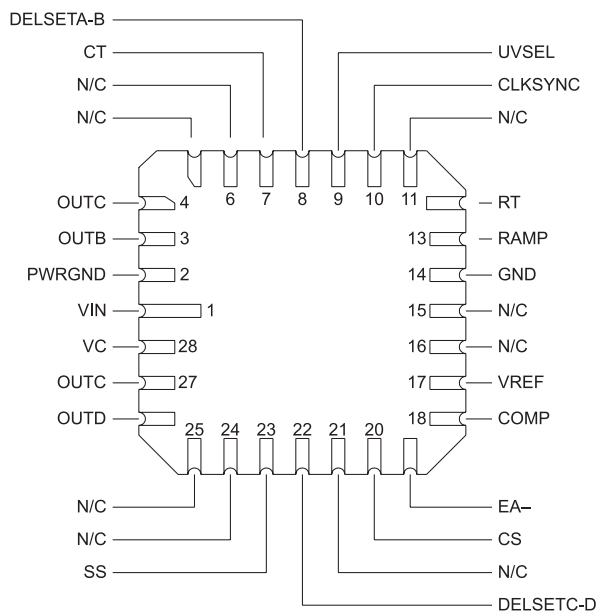 DELSETA-B
CT
N/C
N/C
UVSEL
CLKSYNC
N/C
6 7 8 9 10 11
OUTC 4 RT
OUTB 3 13 RAMP
PWRGND 2 14 GND
VIN 1 15 N/C
VC 28 16 N/C
OUTC 27 17 VREF
OUTD 18 COMP
25 24 23 22 21 20
N/C
N/C
SS
EA–
CS
N/C
DELSETC-D